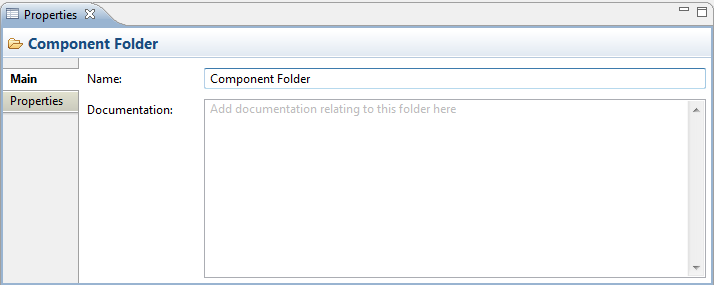 Properties
Component Folder
Main
Name:
Component Folder
Properties
Documentation:
Add documentation relating to this folder here